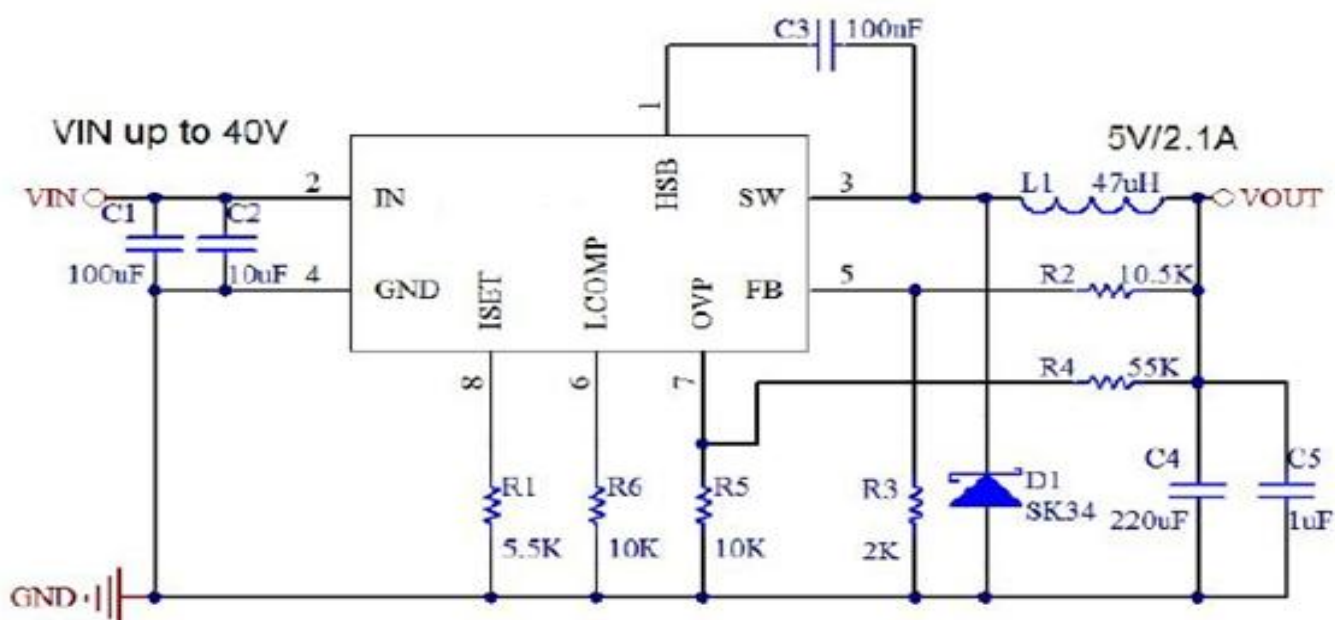 C3 100nF
1
VIN up to 40V
5V/2.1A
VIN
C1
C2
100uF
10uF
2
4
IN
GND
HSB
SW
FB
ISET
LCOMP
OVP
3
5
L1 47uH
VOUT
R2 10.5K
R4 55K
8
6
7
R1
5.5K
R6
10K
R5
10K
R3
2K
D1
SK34
C4
220uF
C5
1uF
GND